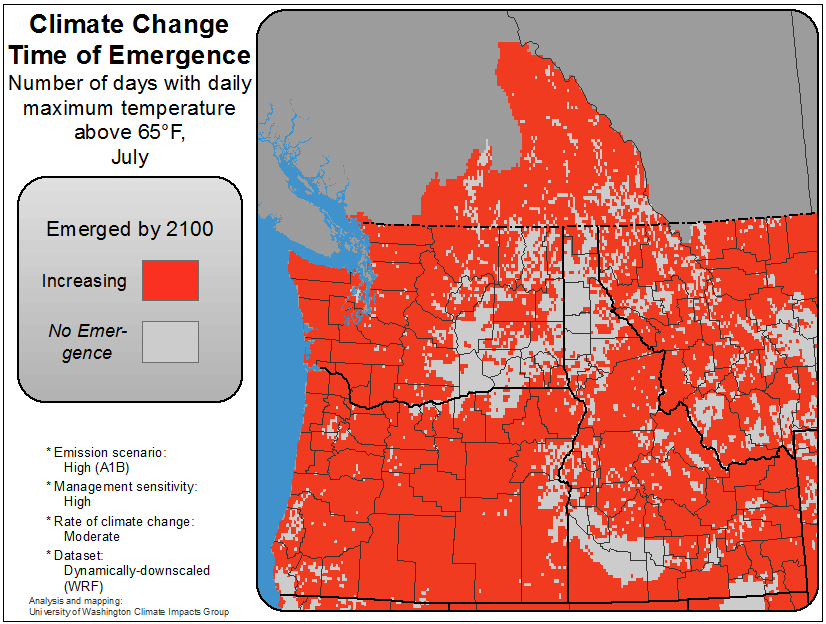 Climate Change
Time of Emergence
Number of days with daily
maximum temperature
above 65°F,
July
Emerged by 2100
Increasing
No Emer-
gence
* Emission scenario:
High (A1B)
* Management sensitivity:
High
* Rate of climate change:
Moderate
* Dataset:
Dynamically-downscaled
(WRF)
Analysis and mapping:
University of Washington Climate Impacts Group